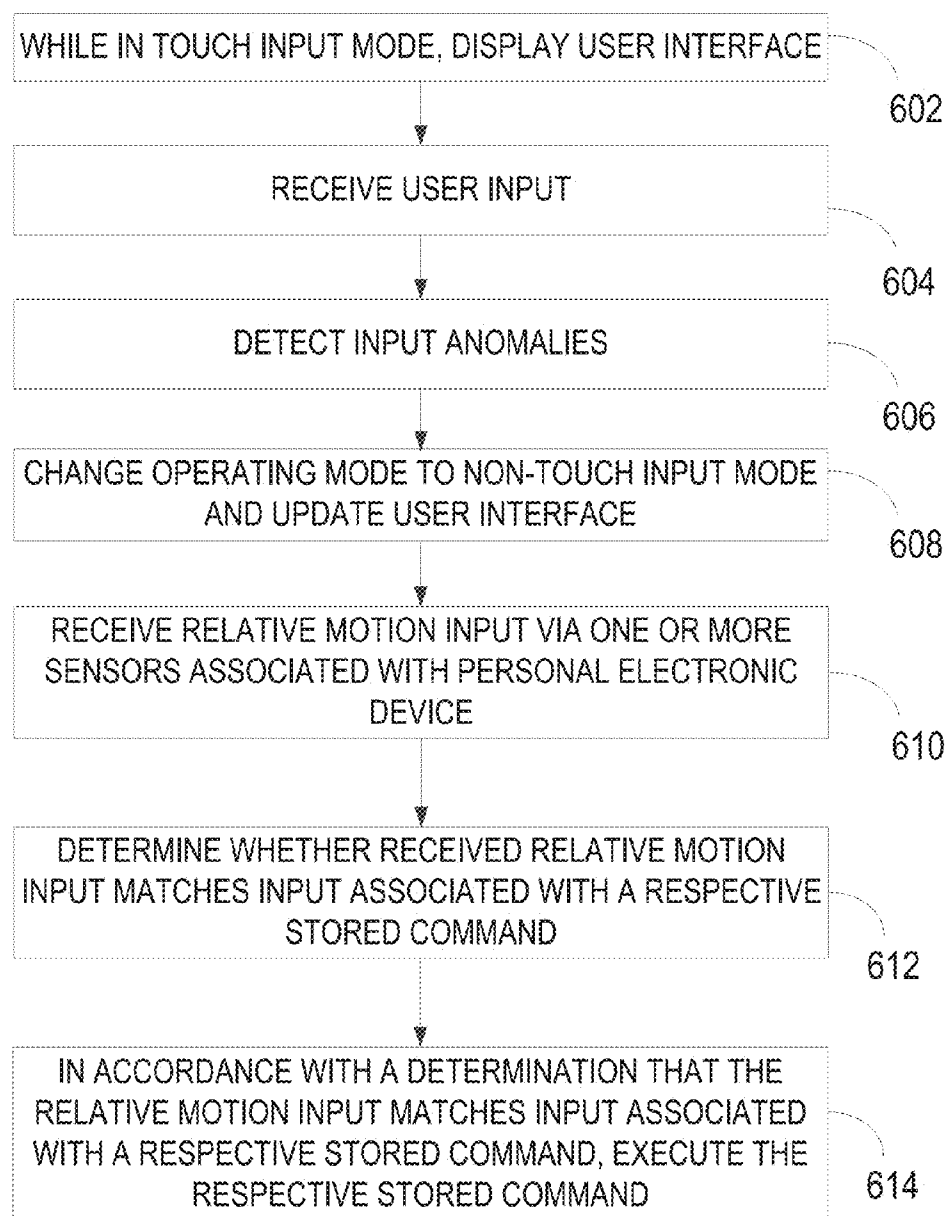 WHILE IN TOUCH INPUT MODE, DISPLAY USER INTERFACE
602
RECEIVE USER INPUT
604
DETECT INPUT ANOMALIES
606
CHANGE OPERATING MODE TO NON-TOUCH INPUT MODE
AND UPDATE USER INTERFACE
608
RECEIVE RELATIVE MOTION INPUT VIA ONE OR MORE
SENSORS ASSOCIATED WITH PERSONAL ELECTRONIC
DEVICE
610
DETERMINE WHETHER RECEIVED RELATIVE MOTION
INPUT MATCHES INPUT ASSOCIATED WITH A RESPECTIVE
STORED COMMAND
612
IN ACCORDANCE WITH A DETERMINATION THAT THE
RELATIVE MOTION INPUT MATCHES INPUT ASSOCIATED
WITH A RESPECTIVE STORED COMMAND, EXECUTE THE
RESPECTIVE STORED COMMAND
614